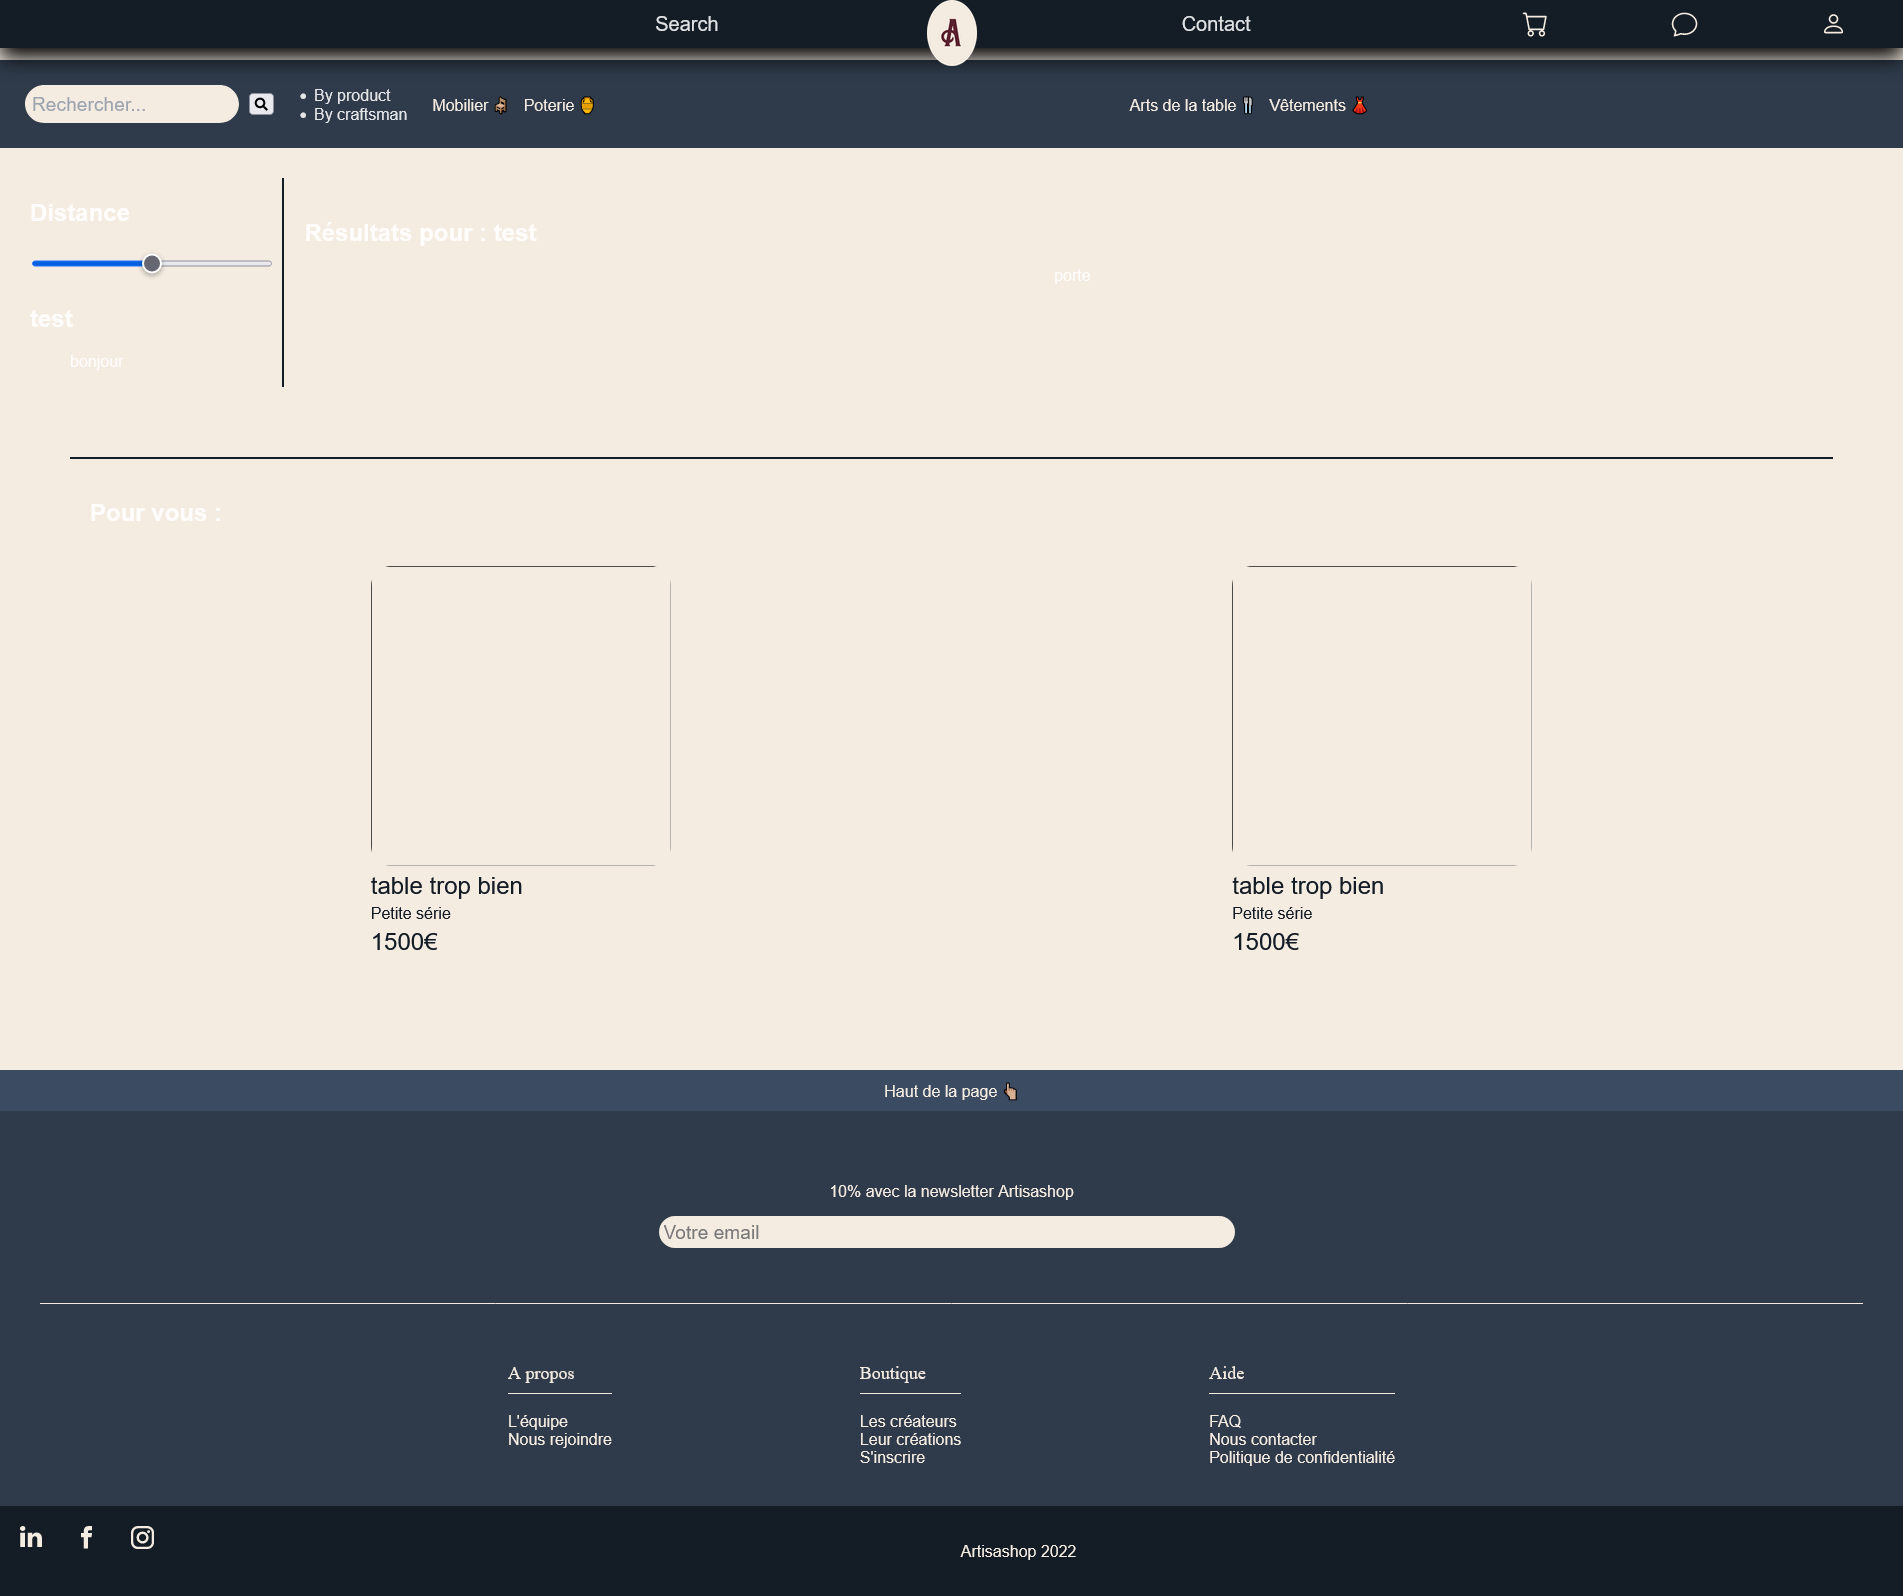 Search
A
Contact
Rechercher...
By product
By craftsman
Mobilier
Poterie
Arts de la table
Vêtements
Distance
test
bonjour
Résultats pour : test
porte
Pour vous :
table trop bien
Petite série
1500€
table trop bien
Petite série
1500€
Haut de la page
10% avec la newsletter Artisashop
Votre email
A propos
L'équipe
Nous rejoindre
Boutique
Les créateurs
Leur créations
S'inscrire
Aide
FAQ
Nous contacter
Politique de confidentialité
in
f
Artisashop 2022